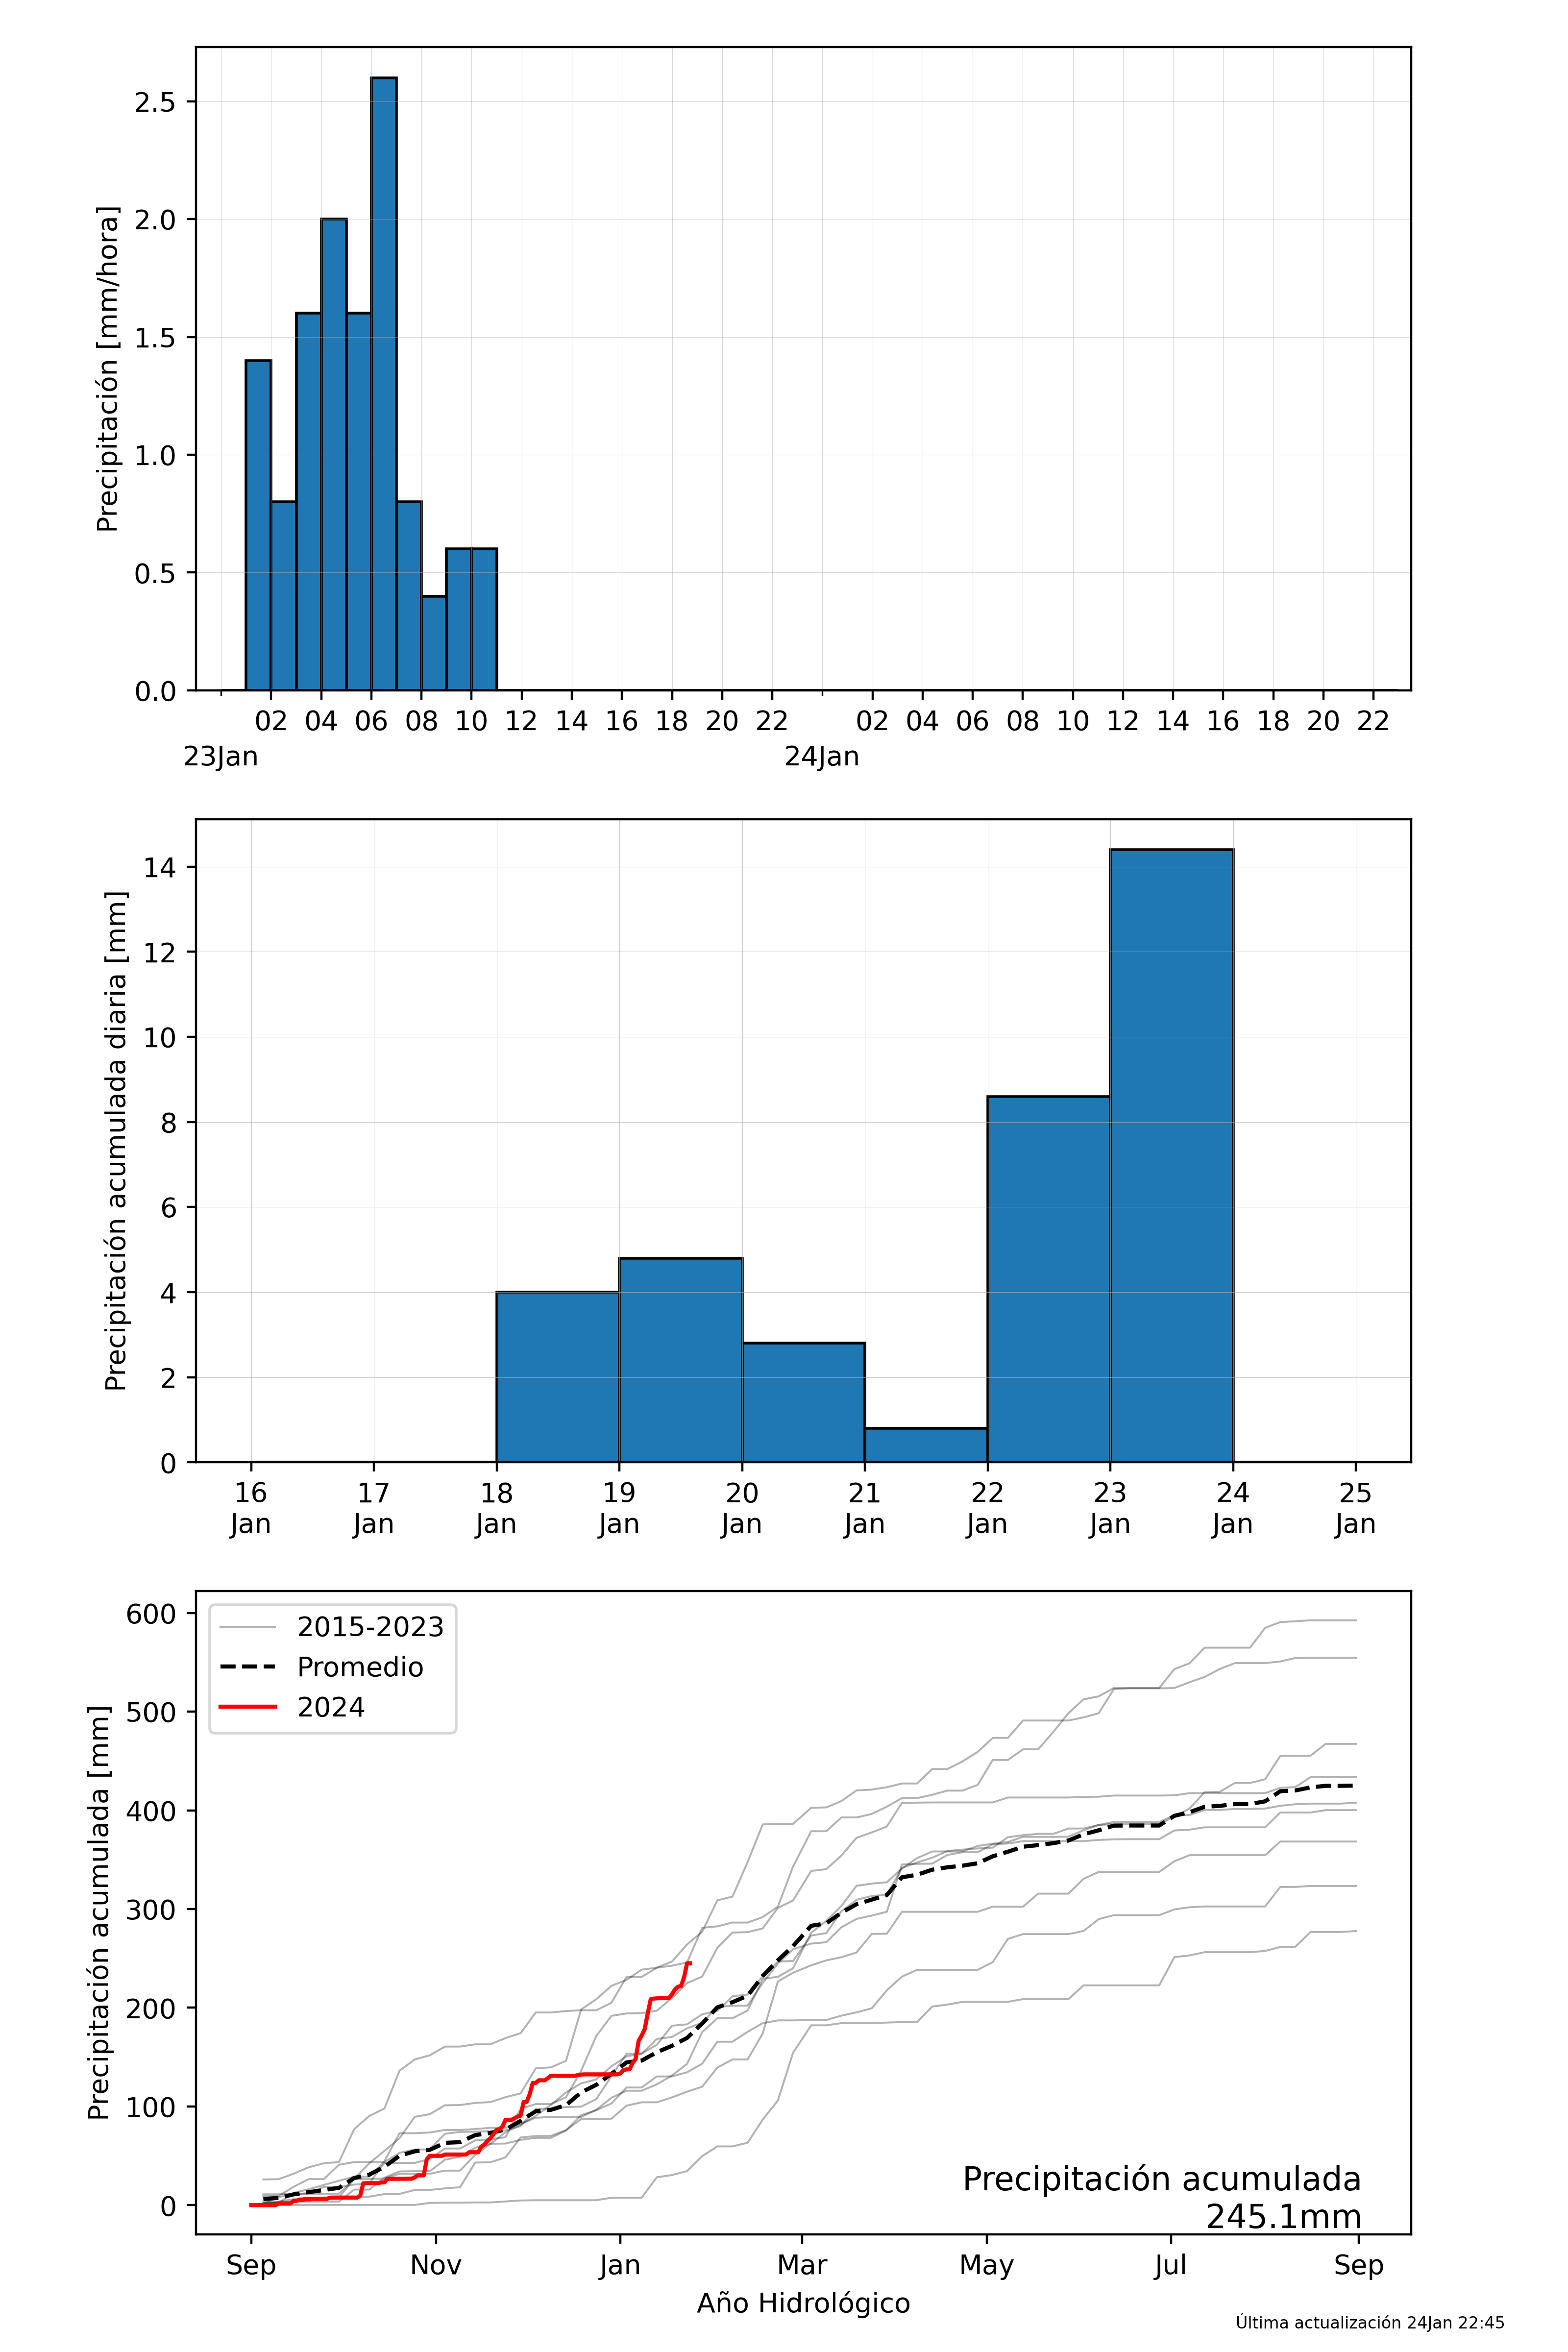 Precipitación [mm/hora]
2.5
2.0
1.5
1.0
0.5
0.0
02 04 06 08 10 12 14 16 18 20 22 02 04 06 08 10 12 14 16 18 20 22
23Jan 24Jan
Precipitación acumulada diaria [mm]
14
12
10
8
6
4
2
0
16 17 18 19 20 21 22 23 24 25
Jan Jan Jan Jan Jan Jan Jan Jan Jan Jan
Precipitación acumulada [mm]
600
500
400
300
200
100
0
2015-2023
Promedio
2024
Precipitación acumulada
245.1mm
Sep Nov Jan Mar May Jul Sep
Año Hidrológico
Última actualización 24Jan 22:45